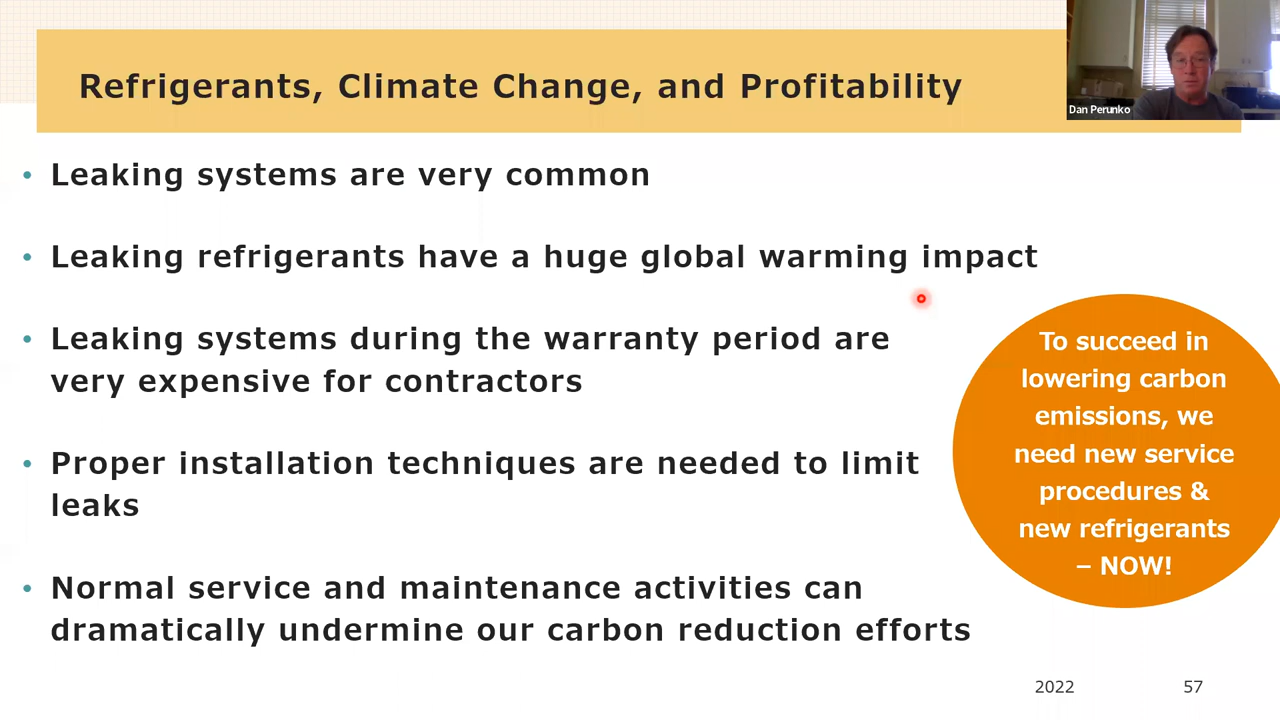 Refrigerants, Climate Change, and Profitability
Dan Perunko
• Leaking systems are very common
• Leaking refrigerants have a huge global warming impact
• Leaking systems during the warranty period are
very expensive for contractors
• Proper installation techniques are needed to limit
leaks
• Normal service and maintenance activities can
dramatically undermine our carbon reduction efforts
To succeed in
lowering carbon
emissions, we
need new service
procedures &
new refrigerants
– NOW!
2022
57